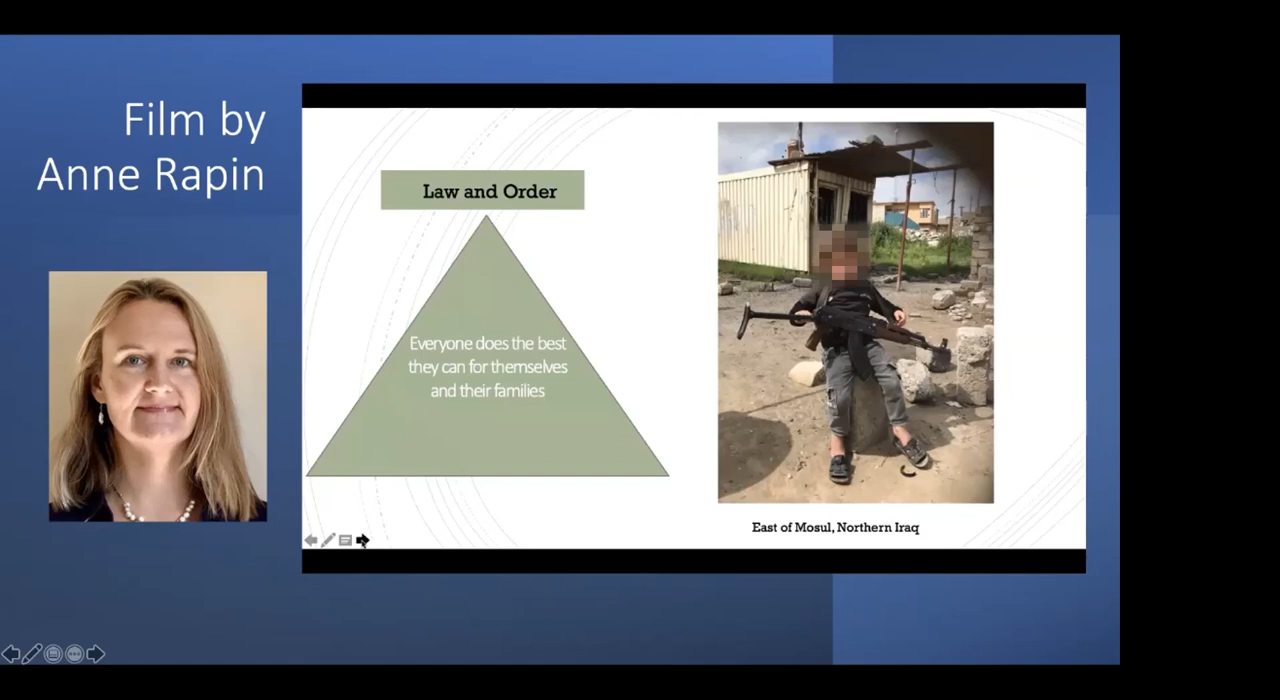 Film by
Anne Rapin
Law and Order
Everyone does the best
they can for themselves
and their families
East of Mosul, Northern Iraq